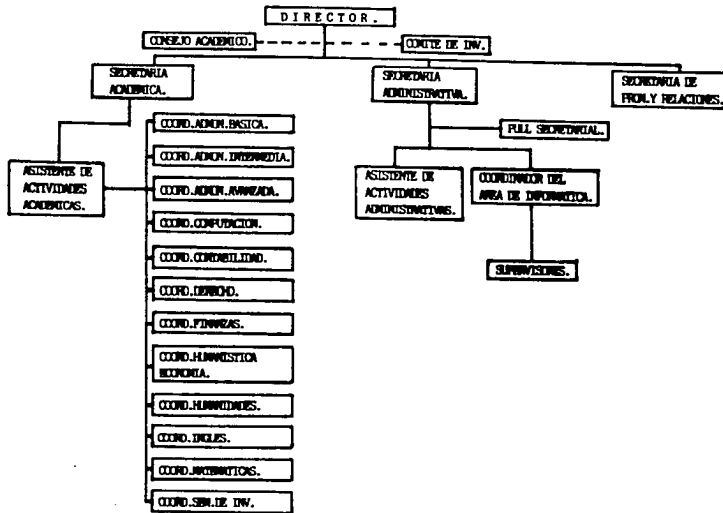 DIRECTOR.
CONSEJO ACADEMICO.
COMITE DE INV.
SECRETARIA
ACADEMICA.
SECRETARIA
ADMINISTRATIVA.
SECRETARIA DE
PROM.Y RELACIONES.
PULL SECRETARIAL.
ASISTENTE DE
ACTIVIDADES
ACADEMICAS.
ASISTENTE DE
ACTIVIDADES
ADMINISTRATIVAS.
COORDINADOR DEL
AREA DE INFORMATICA.
SUPERVISORES.
COORD.ADMON.BASICA.
COORD.ADMON.INTERMEDIA.
COORD.ADMON.AVANZADA.
COORD.COMPUTACION.
COORD.CONTABILIDAD.
COORD.DERECHO.
COORD.FINANZAS.
COORD.HUMANISTICA
ECONOMIA.
COORD.HUMANIDADES.
COORD.INGLES.
COORD.MATEMATICAS.
COORD.SEM.DE INV.